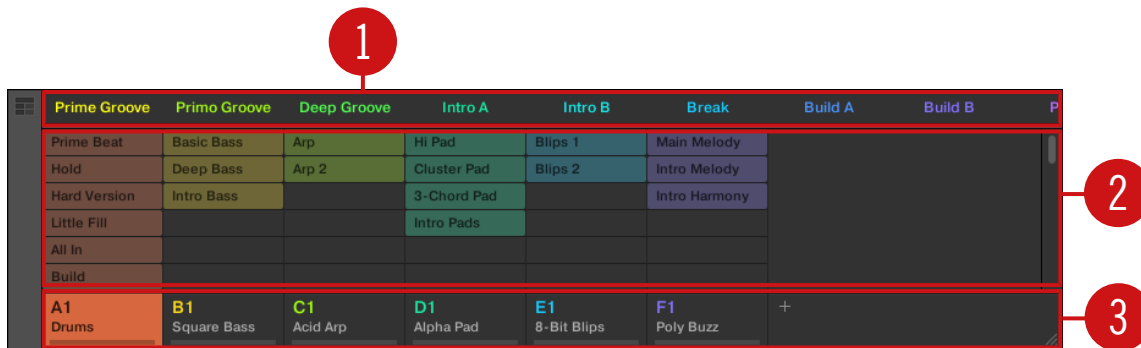 1
Prime Groove Primo Groove Deep Groove Intro A Intro B Break Build A Build B P
Prime Beat Basic Bass Arp Hi Pad Blips 1 Main Melody
Hold Deep Bass Arp 2 Cluster Pad Blips 2 Intro Melody
2
Hard Version Intro Bass 3-Chord Pad Intro Harmony
Little Fill Intro Pads
All In
Build
A1 B1 C1 D1 E1 F1 +
3
Drums Square Bass Acid Arp Alpha Pad 8-Bit Blips Poly Buzz